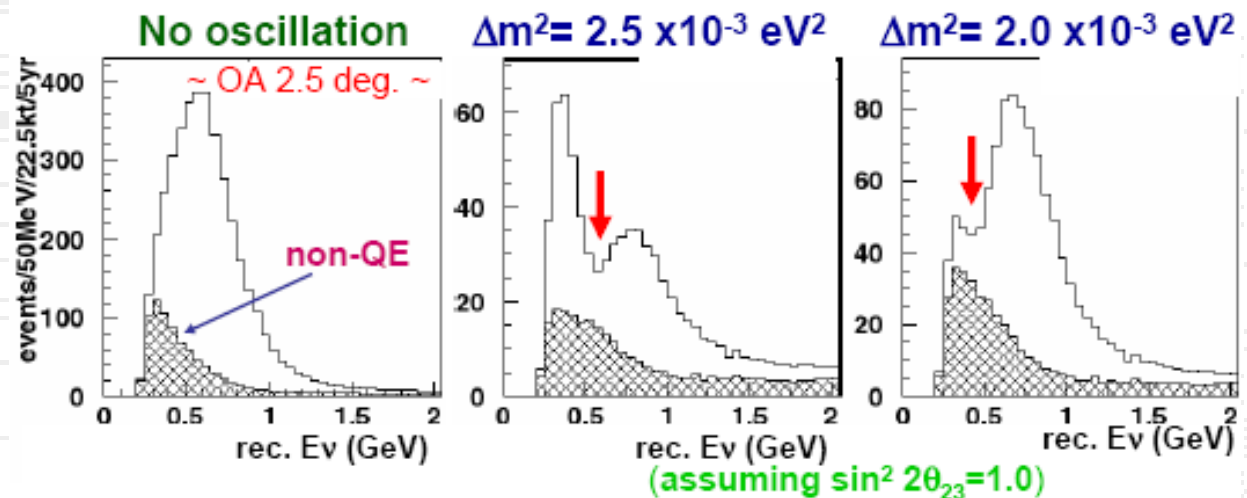 No oscillation
Δm²= 2.5 x10⁻³ eV²
Δm²= 2.0 x10⁻³ eV²
~ OA 2.5 deg. ~
events/50MeV/22.5kt/5yr
400
300
200
100
0
non-QE
0 0.5 1 1.5 2
rec. Eν (GeV)
60
40
20
0
0 0.5 1 1.5 2
rec. Eν (GeV)
80
60
40
20
0
0 0.5 1 1.5 2
rec. Eν (GeV)
(assuming sin² 2θ₂₃=1.0)